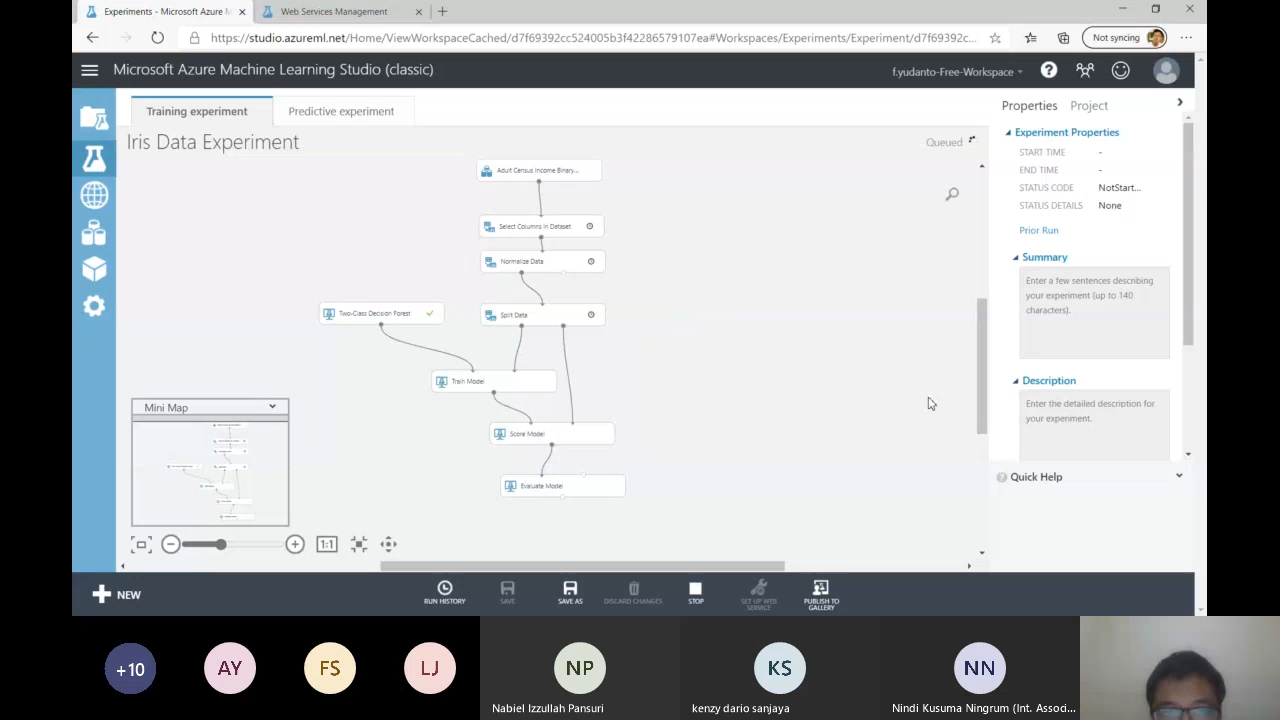 Experiments - Microsoft Azure M
Web Services Management
https://studio.azureml.net/Home/ViewWorkspaceCached/d7f69392cc524005b3f42286579107ea#Workspaces/Experiments/Experiment/d7f69392c...
Not syncing
Microsoft Azure Machine Learning Studio (classic)
f.yudanto-Free-Workspace
Training experiment
Predictive experiment
Properties
Project
Iris Data Experiment
Queued
Experiment Properties
START TIME -
END TIME -
STATUS CODE NotStart...
STATUS DETAILS None
Prior Run
Summary
Enter a few sentences describing
your experiment (up to 140
characters).
Description
Enter the detailed description for
your experiment.
Quick Help
Adult Census Income Binary...
Select Columns in Dataset
Normalize Data
Two-Class Decision Forest
Split Data
Train Model
Score Model
Evaluate Model
Mini Map
1:1
NEW
RUN HISTORY
SAVE
SAVE AS
DISCARD CHANGES
STOP
SET UP WEB
SERVICE
PUBLISH TO
GALLERY
+10
AY
FS
LJ
NP
KS
NN
Nabiel Izzullah Pansuri
kenzy dario sanjaya
Nindi Kusuma Ningrum (Int. Associ...